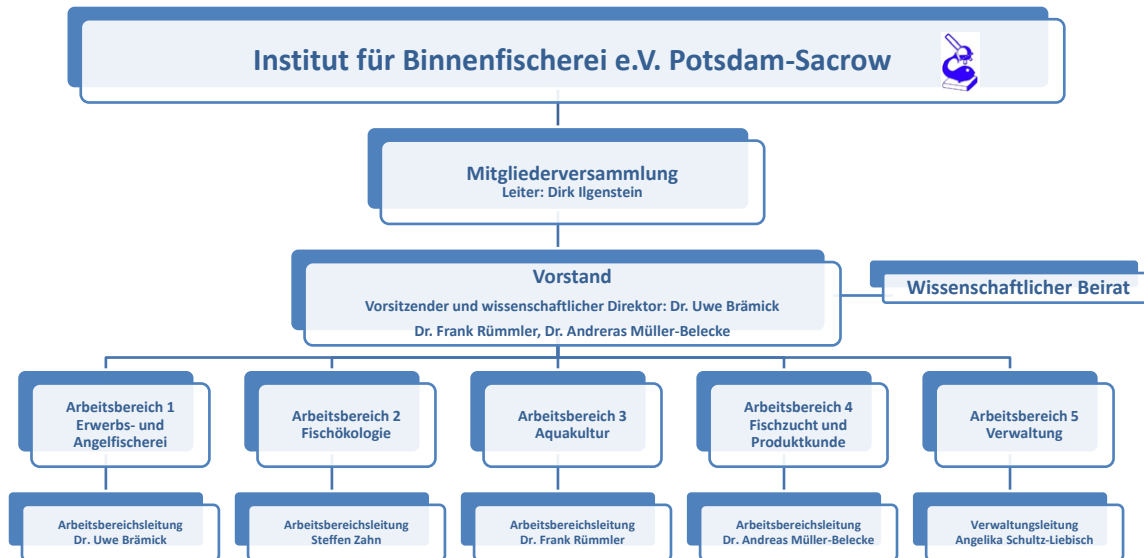 Institut für Binnenfischerei e.V. Potsdam-Sacrow
Mitgliederversammlung
Leiter: Dirk Ilgenstein
Vorstand
Vorsitzender und wissenschaftlicher Direktor: Dr. Uwe Brämick
Dr. Frank Rümmler, Dr. Andreras Müller-Belecke
Wissenschaftlicher Beirat
Arbeitsbereich 1
Erwerbs- und
Angelfischerei
Arbeitsbereich 2
Fischökologie
Arbeitsbereich 3
Aquakultur
Arbeitsbereich 4
Fischzucht und
Produktkunde
Arbeitsbereich 5
Verwaltung
Arbeitsbereichsleitung
Dr. Uwe Brämick
Arbeitsbereichsleitung
Steffen Zahn
Arbeitsbereichsleitung
Dr. Frank Rümmler
Arbeitsbereichsleitung
Dr. Andreas Müller-Belecke
Verwaltungsleitung
Angelika Schultz-Liebisch